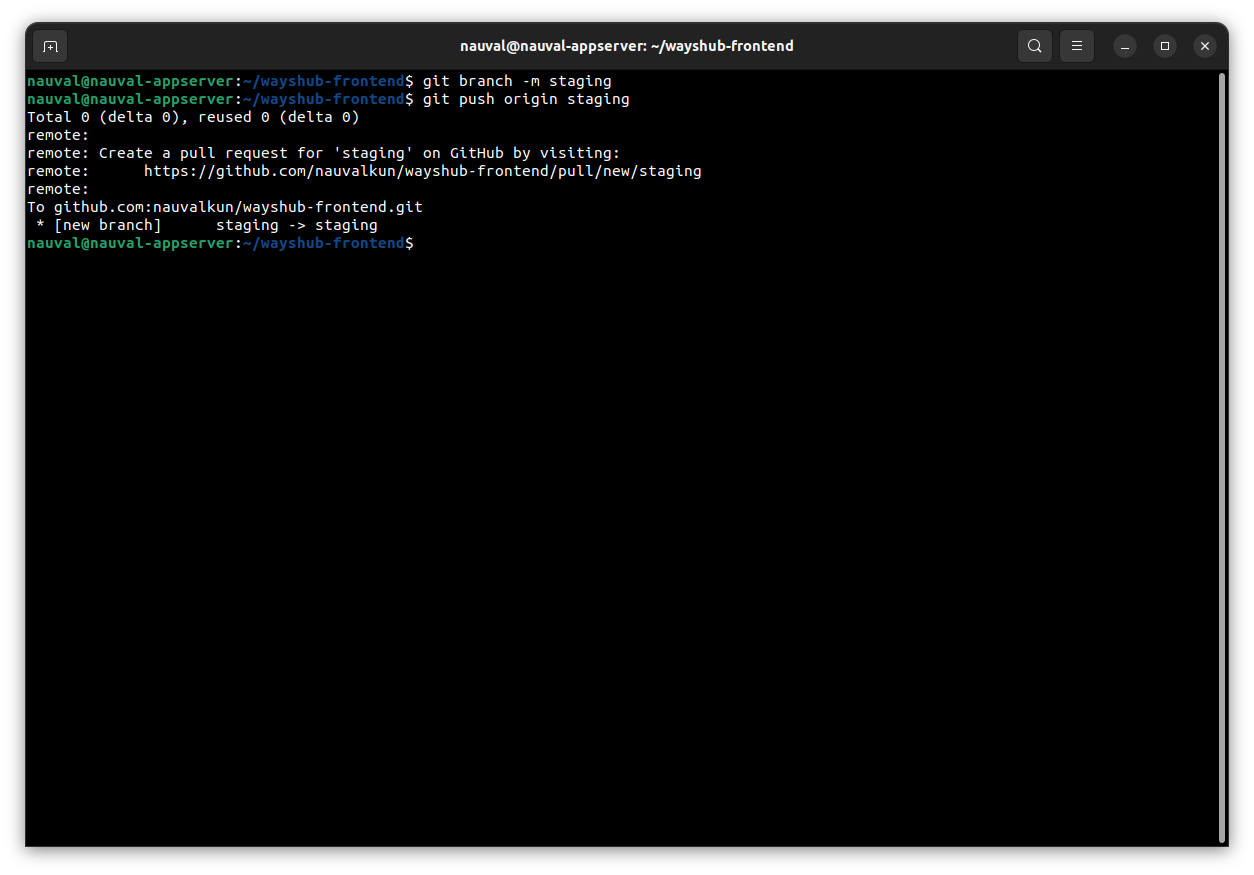 nauval@nauval-appserver: ~/wayshub-frontend
nauval@nauval-appserver:~/wayshub-frontend$ git branch -m staging
nauval@nauval-appserver:~/wayshub-frontend$ git push origin staging
Total 0 (delta 0), reused 0 (delta 0)
remote:
remote: Create a pull request for 'staging' on GitHub by visiting:
remote:      https://github.com/nauvalkun/wayshub-frontend/pull/new/staging
remote:
To github.com:nauvalkun/wayshub-frontend.git
 * [new branch]      staging -> staging
nauval@nauval-appserver:~/wayshub-frontend$